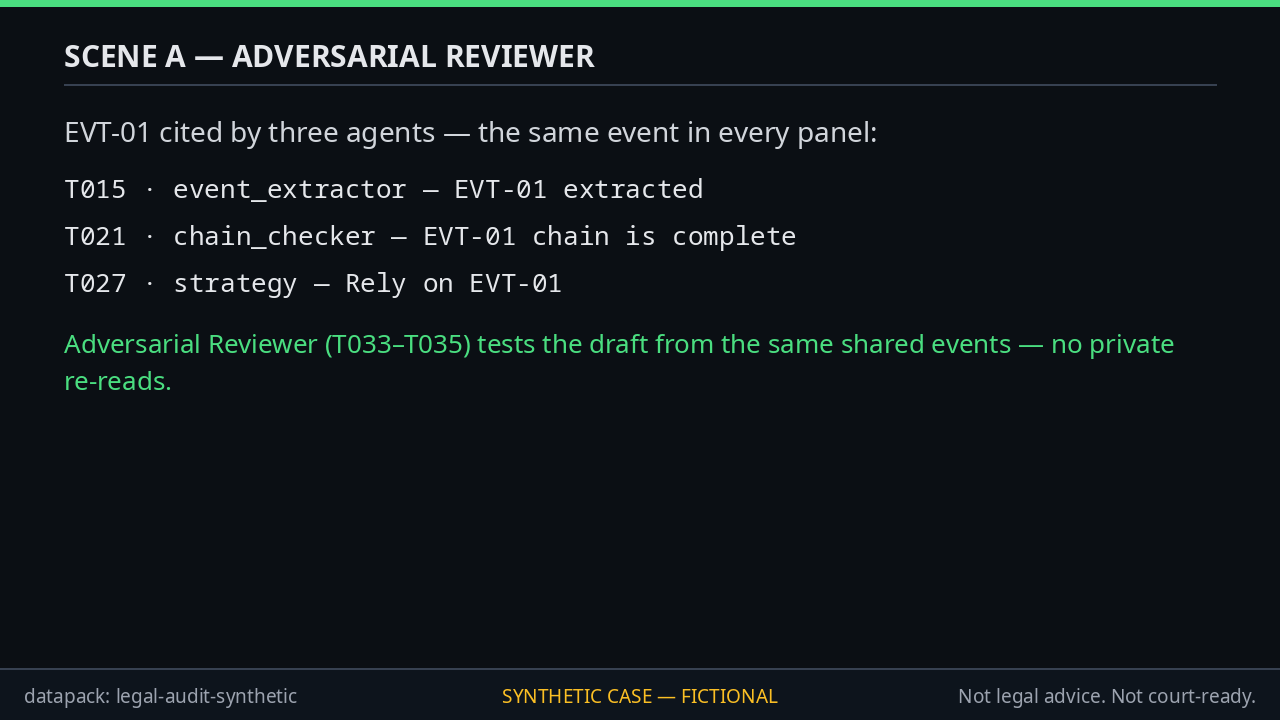 SCENE A — ADVERSARIAL REVIEWER
EVT-01 cited by three agents — the same event in every panel:
T015 · event_extractor — EVT-01 extracted
T021 · chain_checker — EVT-01 chain is complete
T027 · strategy — Rely on EVT-01
Adversarial Reviewer (T033–T035) tests the draft from the same shared events — no private
re-reads.
datapack: legal-audit-synthetic
SYNTHETIC CASE — FICTIONAL
Not legal advice. Not court-ready.